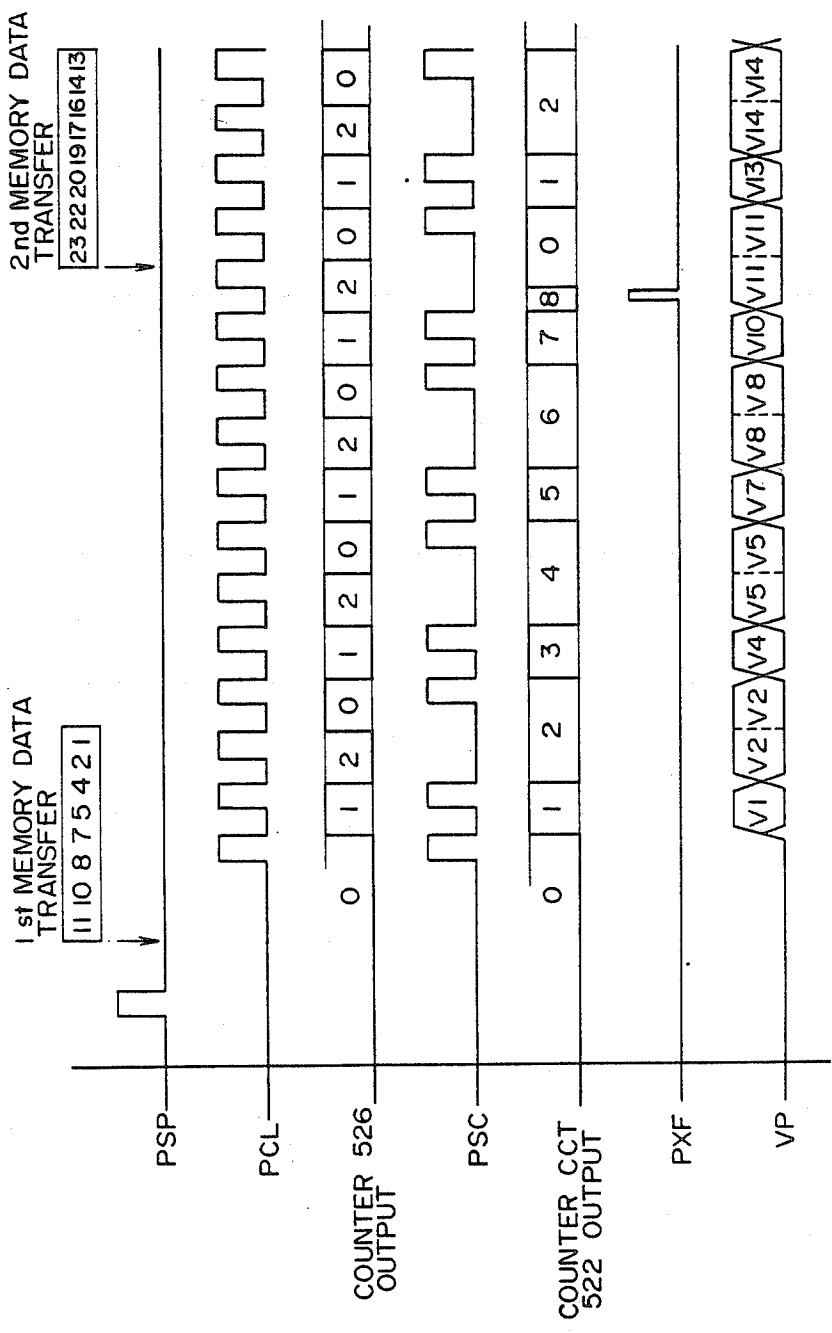 1st MEMORY DATA
TRANSFER
11 10 8 7 5 4 2 1
2nd MEMORY DATA
TRANSFER
23 22 20 19 17 16 14 13
PSP
PCL
COUNTER 526
OUTPUT
0 1 2 0 1 2 0 1 2 0 1 2 0 1 2 0
PSC
COUNTER CCT
522 OUTPUT
0 1 2 3 4 5 6 7 8 0 1 2
PXF
VP
V1 V2 V2 V4 V5 V5 V7 V8 V8 V10 V11 V11 V13 V14 V14